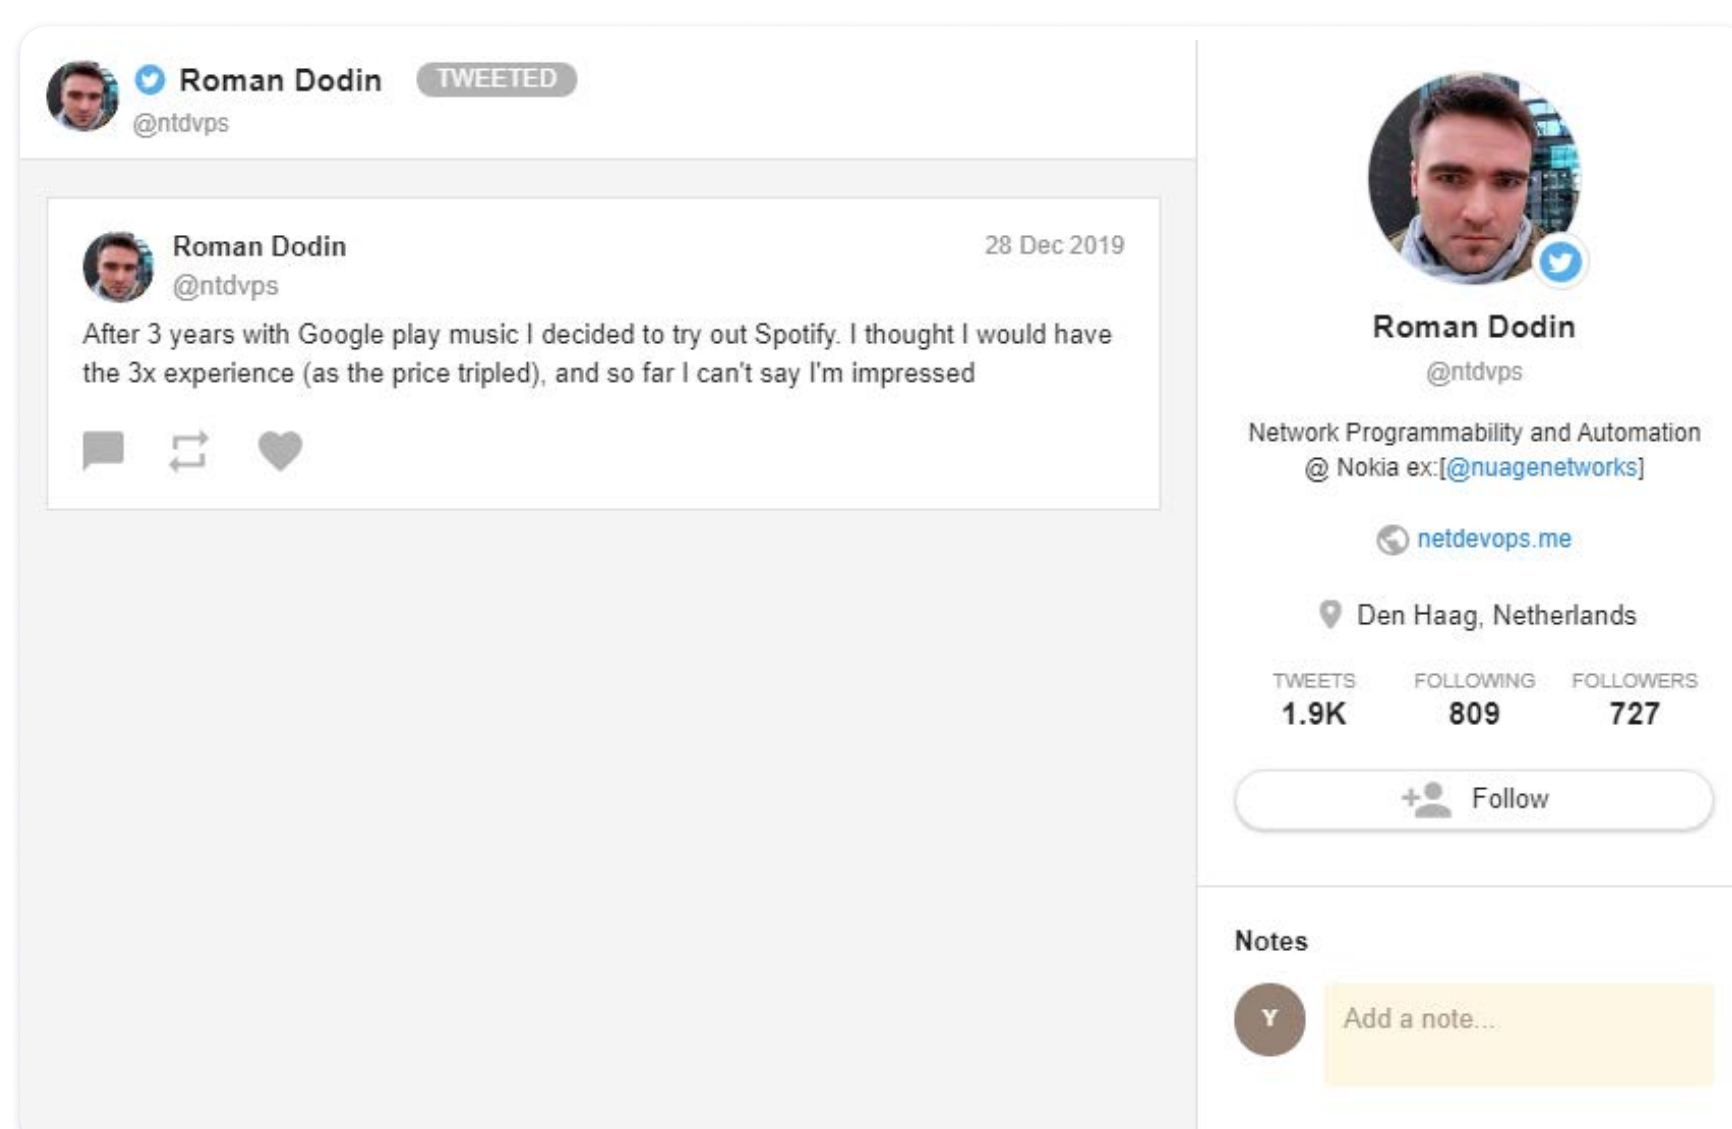 Roman Dodin TWEETED
@ntdvps
Roman Dodin 28 Dec 2019
@ntdvps
After 3 years with Google play music I decided to try out Spotify. I thought I would have
the 3x experience (as the price tripled), and so far I can't say I'm impressed
Roman Dodin
@ntdvps
Network Programmability and Automation
@ Nokia ex:[@nuagenetworks]
netdevops.me
Den Haag, Netherlands
TWEETS FOLLOWING FOLLOWERS
1.9K 809 727
Follow
Notes
Y Add a note...